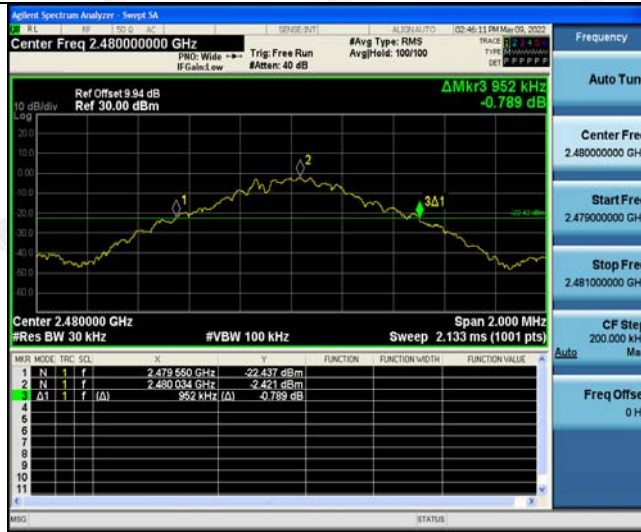 Agilent Spectrum Analyzer - Swept SA
RL RF 50 Ω AC SENSE:INT ALIGN AUTO 02:46:11 PM May 09, 2022
Center Freq 2.480000000 GHz
PNO: Wide Trig: Free Run
IFGain:Low #Atten: 40 dB
#Avg Type: RMS
Avg|Hold: 100/100
TRACE 1 2 3 4 5 6
TYPE M
DET P P P P P P
Frequency
Auto Tun
Center Fre
2.480000000 GH
Start Fre
2.479000000 GH
Stop Fre
2.481000000 GH
CF Ste
200.000 kH
Auto Ma
Freq Offse
0 H
Ref Offset 9.94 dB
10 dB/div Ref 30.00 dBm
Log
ΔMkr3 952 kHz
-0.789 dB
20.0
10.0
0.00
-10.0
-20.0
-30.0
-40.0
-50.0
-60.0
1
2
3Δ1
-22.42 dBm
Center 2.480000 GHz Span 2.000 MHz
#Res BW 30 kHz #VBW 100 kHz Sweep 2.133 ms (1001 pts)
MKR MODE TRC SCL X Y FUNCTION FUNCTION WIDTH FUNCTION VALUE
1 N 1 f 2.479 550 GHz -22.437 dBm
2 N 1 f 2.480 034 GHz -2.421 dBm
3 Δ1 1 f (Δ) 952 kHz (Δ) -0.789 dB
4
5
6
7
8
9
10
11
MSG STATUS